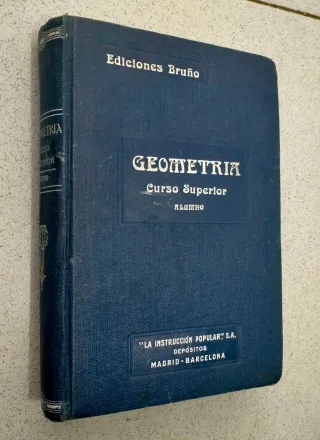 Ediciones Bruño
GEOMETRIA
Curso Superior
ALUMNO
"LA INSTRUCCIÓN POPULAR" S.A.
DEPÓSITOS
MADRID-BARCELONA